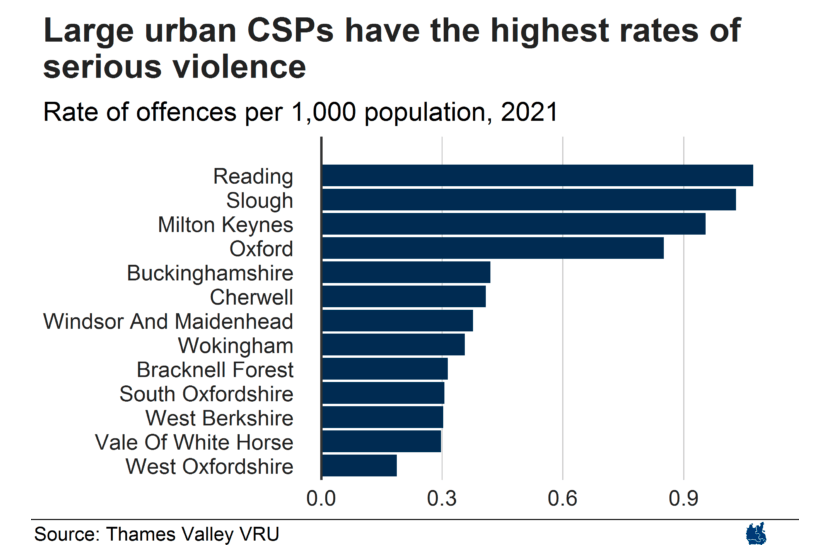 Large urban CSPs have the highest rates of
serious violence
Rate of offences per 1,000 population, 2021
Reading
Slough
Milton Keynes
Oxford
Buckinghamshire
Cherwell
Windsor And Maidenhead
Wokingham
Bracknell Forest
South Oxfordshire
West Berkshire
Vale Of White Horse
West Oxfordshire
0.0 0.3 0.6 0.9
Source: Thames Valley VRU